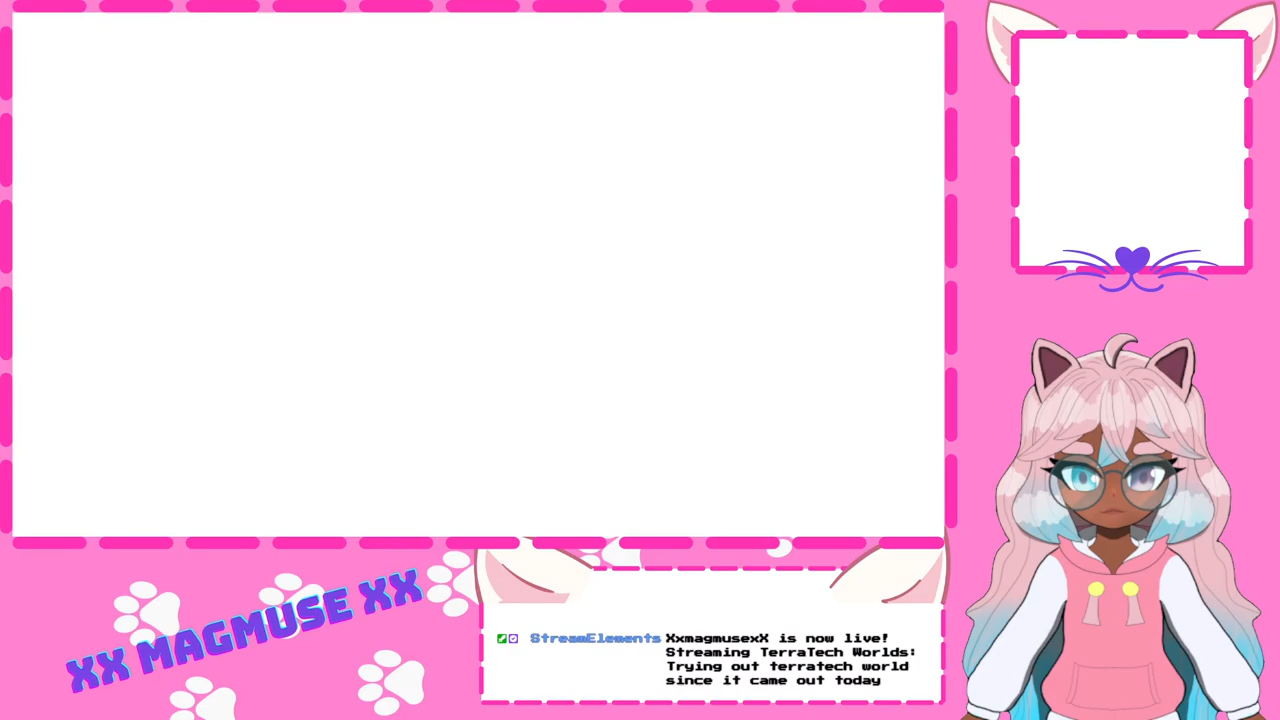 XX MAGMUSE XX
StreamElements XxmagmusexX is now live!
Streaming TerraTech Worlds:
Trying out terratech world
since it came out today